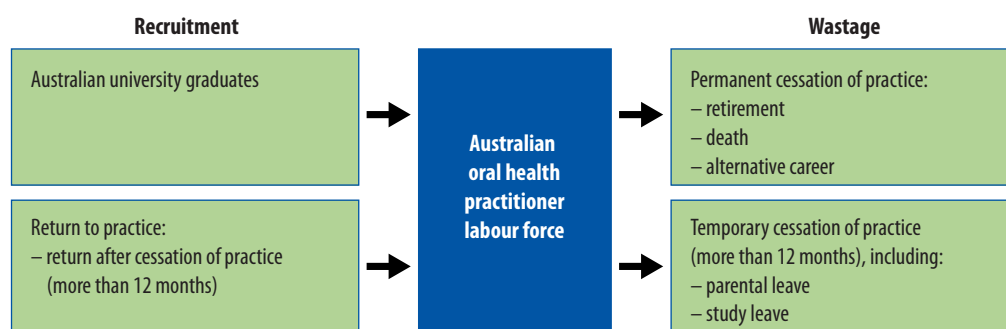 Recruitment
Australian university graduates
Return to practice:
– return after cessation of practice
(more than 12 months)
Australian
oral health
practitioner
labour force
Wastage
Permanent cessation of practice:
– retirement
– death
– alternative career
Temporary cessation of practice
(more than 12 months), including:
– parental leave
– study leave